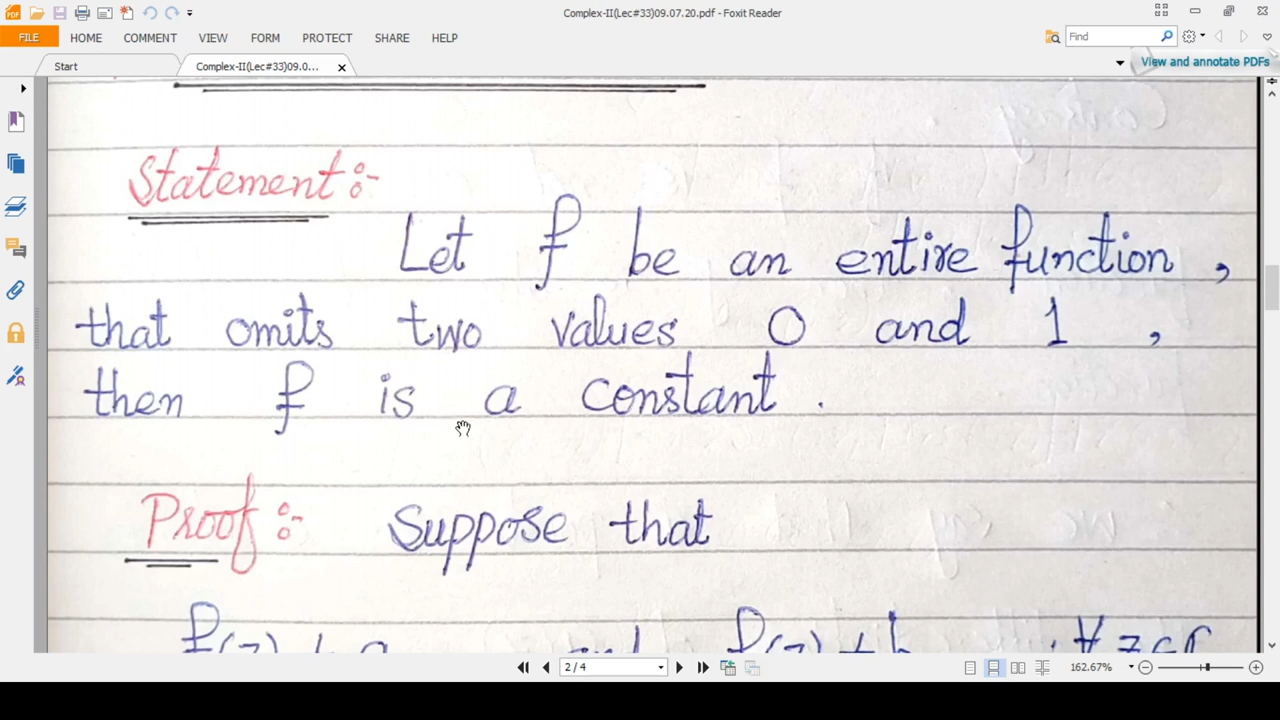 Complex-II(Lec#33)09.07.20.pdf - Foxit Reader
FILE HOME COMMENT VIEW FORM PROTECT SHARE HELP
Find
Start Complex-II(Lec#33)09.0...
View and annotate PDFs
Statement:-
Let f be an entire function,
that omits two values 0 and 1,
then f is a constant.
Proof:- Suppose that
2 / 4
162.67%